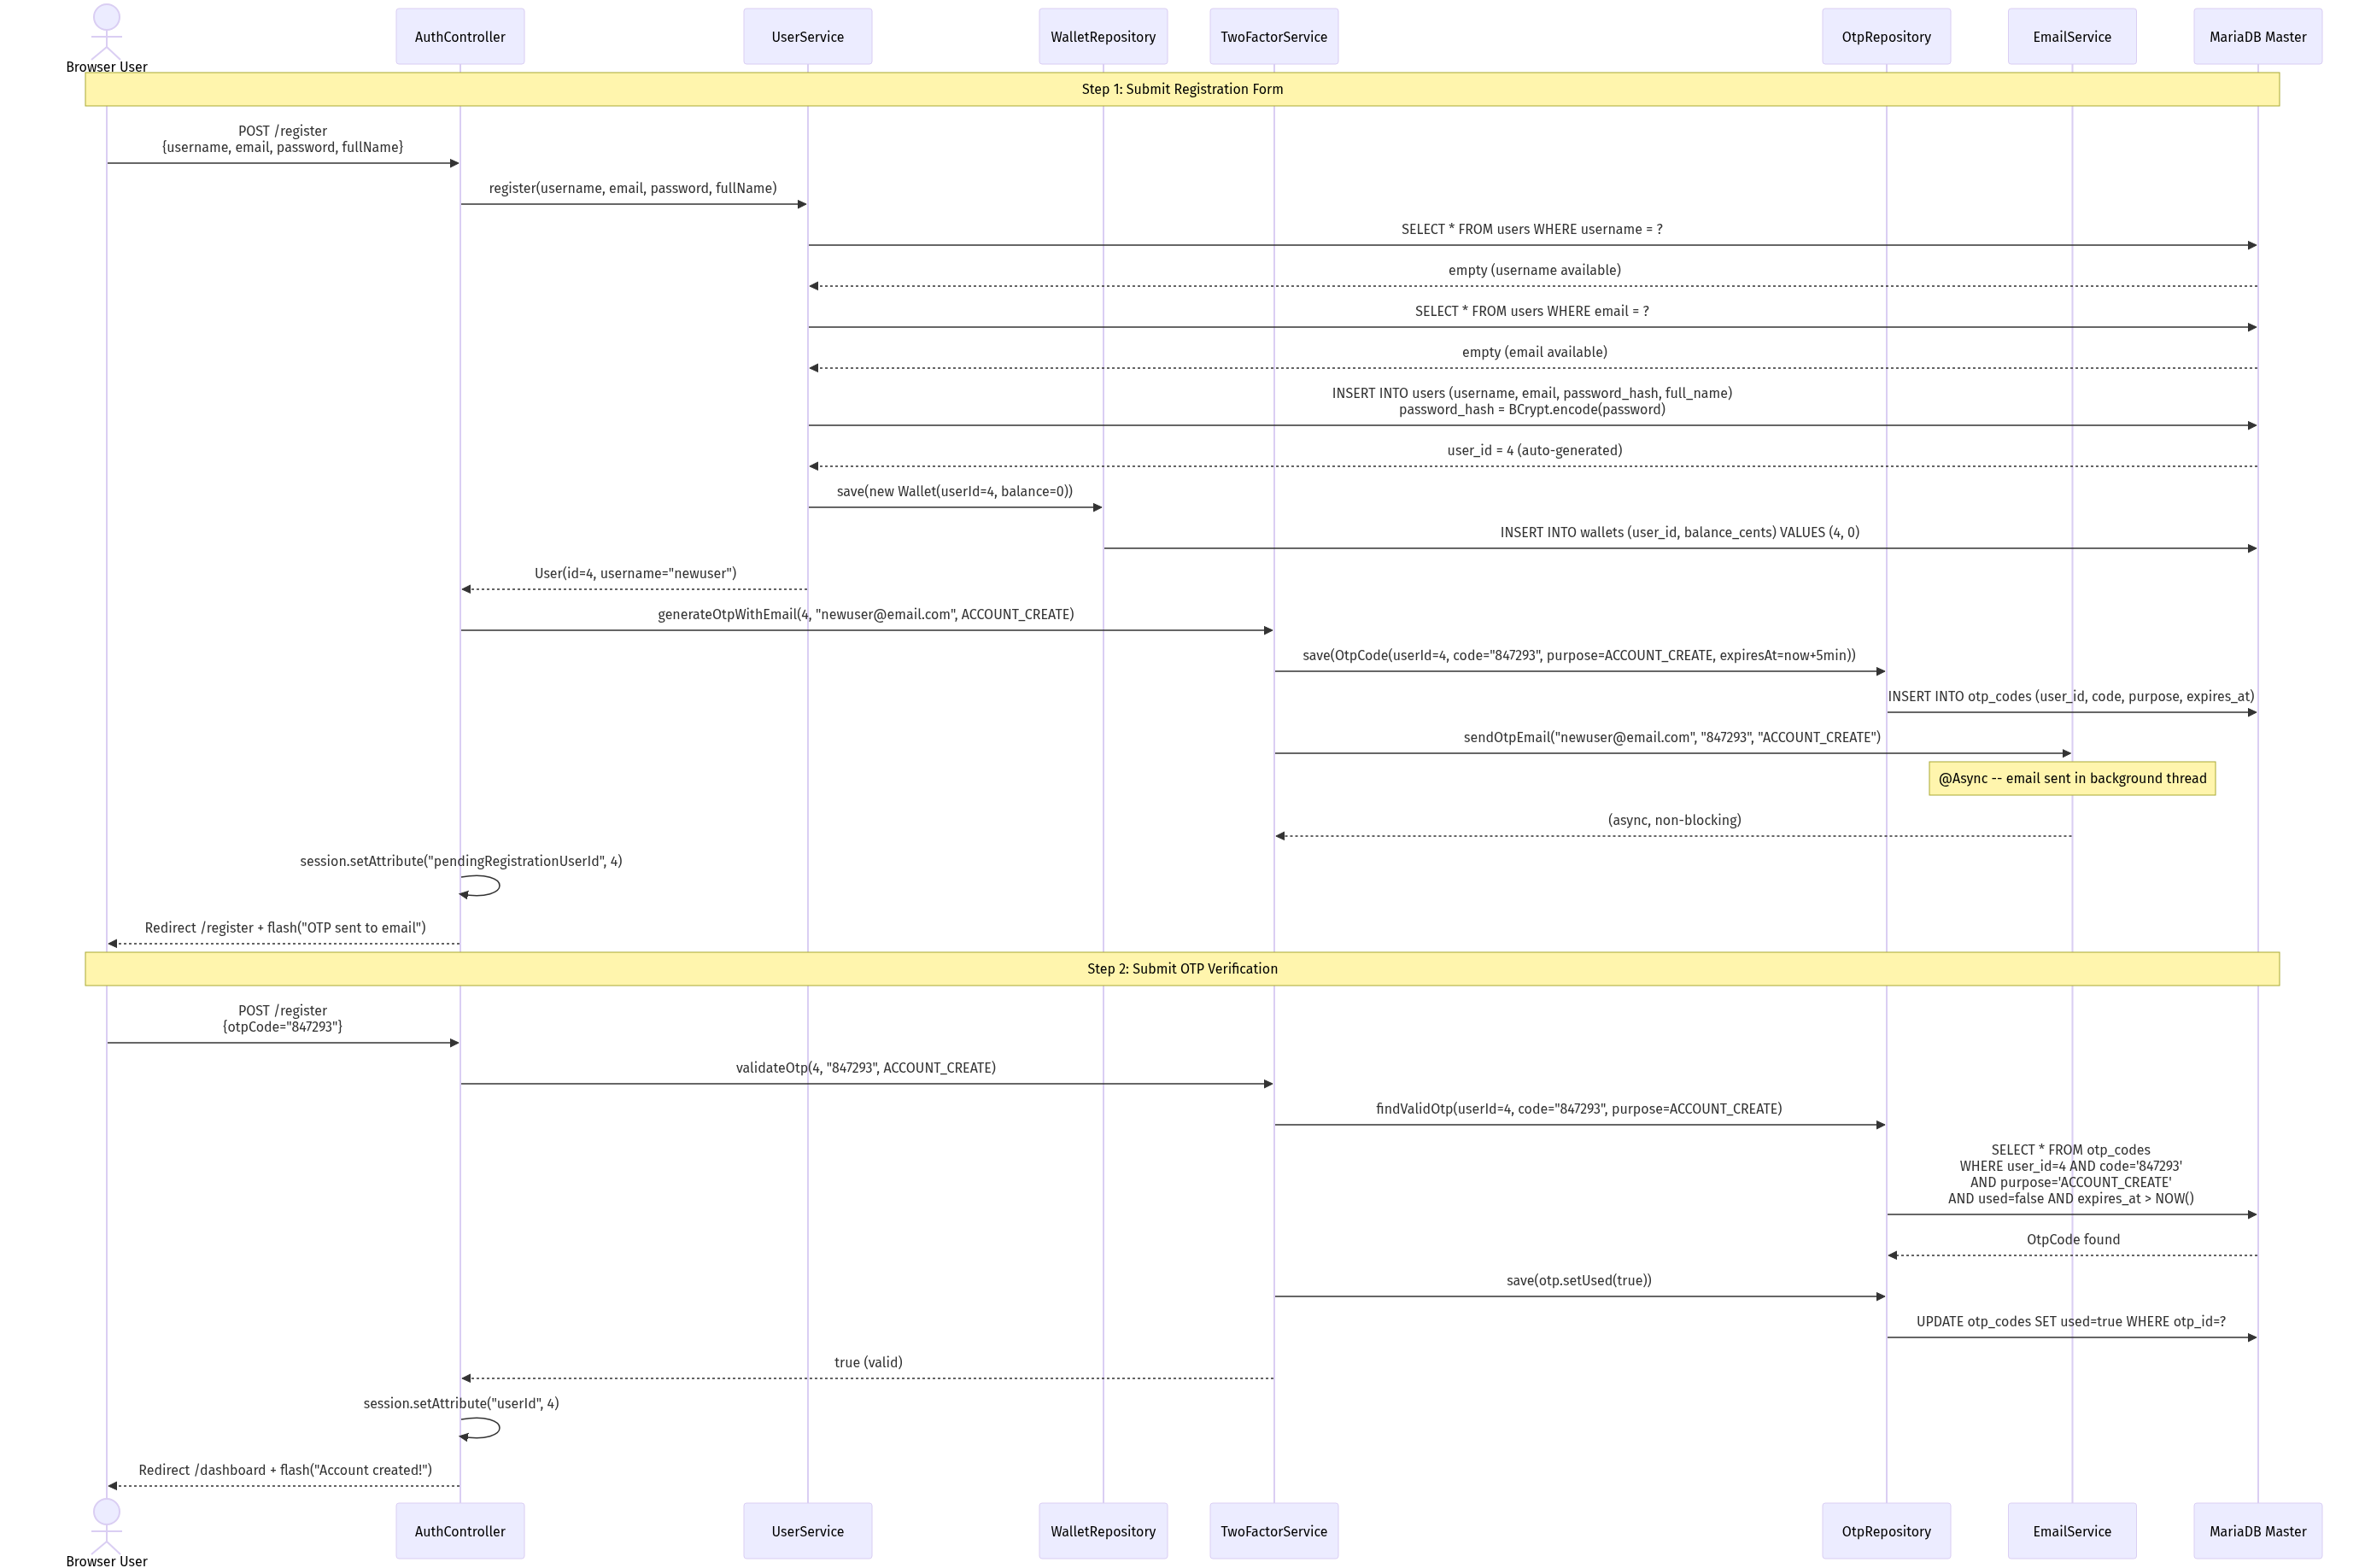 Browser User
AuthController
UserService
WalletRepository
TwoFactorService
OtpRepository
EmailService
MariaDB Master
Step 1: Submit Registration Form
POST /register
{username, email, password, fullName}
register(username, email, password, fullName)
SELECT * FROM users WHERE username = ?
empty (username available)
SELECT * FROM users WHERE email = ?
empty (email available)
INSERT INTO users (username, email, password_hash, full_name)
password_hash = BCrypt.encode(password)
user_id = 4 (auto-generated)
save(new Wallet(userId=4, balance=0))
INSERT INTO wallets (user_id, balance_cents) VALUES (4, 0)
User(id=4, username="newuser")
generateOtpWithEmail(4, "newuser@email.com", ACCOUNT_CREATE)
save(OtpCode(userId=4, code="847293", purpose=ACCOUNT_CREATE, expiresAt=now+5min))
INSERT INTO otp_codes (user_id, code, purpose, expires_at)
sendOtpEmail("newuser@email.com", "847293", "ACCOUNT_CREATE")
@Async -- email sent in background thread
(async, non-blocking)
session.setAttribute("pendingRegistrationUserId", 4)
Redirect /register + flash("OTP sent to email")
Step 2: Submit OTP Verification
POST /register
{otpCode="847293"}
validateOtp(4, "847293", ACCOUNT_CREATE)
findValidOtp(userId=4, code="847293", purpose=ACCOUNT_CREATE)
SELECT * FROM otp_codes
WHERE user_id=4 AND code='847293'
AND purpose='ACCOUNT_CREATE'
AND used=false AND expires_at > NOW()
OtpCode found
save(otp.setUsed(true))
UPDATE otp_codes SET used=true WHERE otp_id=?
true (valid)
session.setAttribute("userId", 4)
Redirect /dashboard + flash("Account created!")
Browser User
AuthController
UserService
WalletRepository
TwoFactorService
OtpRepository
EmailService
MariaDB Master